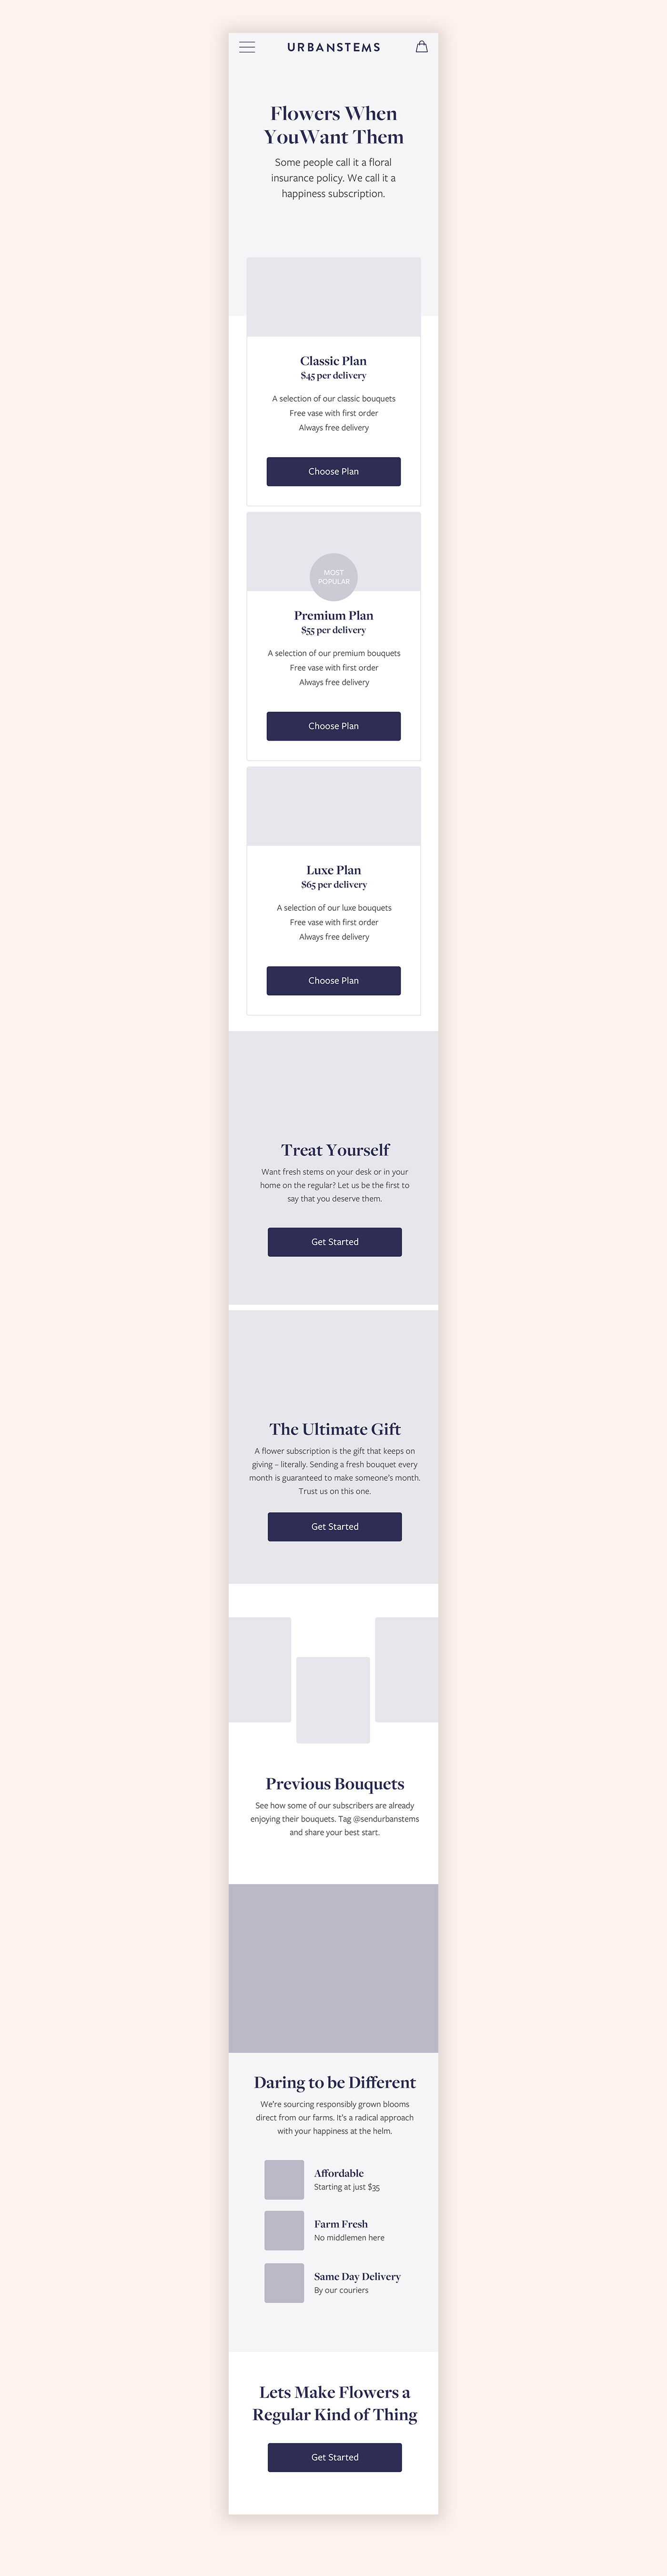 URBANSTEMS
Flowers When
YouWant Them
Some people call it a floral
insurance policy. We call it a
happiness subscription.
Classic Plan
$45 per delivery
A selection of our classic bouquets
Free vase with first order
Always free delivery
Choose Plan
MOST
POPULAR
Premium Plan
$55 per delivery
A selection of our premium bouquets
Free vase with first order
Always free delivery
Choose Plan
Luxe Plan
$65 per delivery
A selection of our luxe bouquets
Free vase with first order
Always free delivery
Choose Plan
Treat Yourself
Want fresh stems on your desk or in your
home on the regular? Let us be the first to
say that you deserve them.
Get Started
The Ultimate Gift
A flower subscription is the gift that keeps on
giving – literally. Sending a fresh bouquet every
month is guaranteed to make someone's month.
Trust us on this one.
Get Started
Previous Bouquets
See how some of our subscribers are already
enjoying their bouquets. Tag @sendurbanstems
and share your best start.
Daring to be Different
We're sourcing responsibly grown blooms
direct from our farms. It's a radical approach
with your happiness at the helm.
Affordable
Starting at just $35
Farm Fresh
No middlemen here
Same Day Delivery
By our couriers
Lets Make Flowers a
Regular Kind of Thing
Get Started